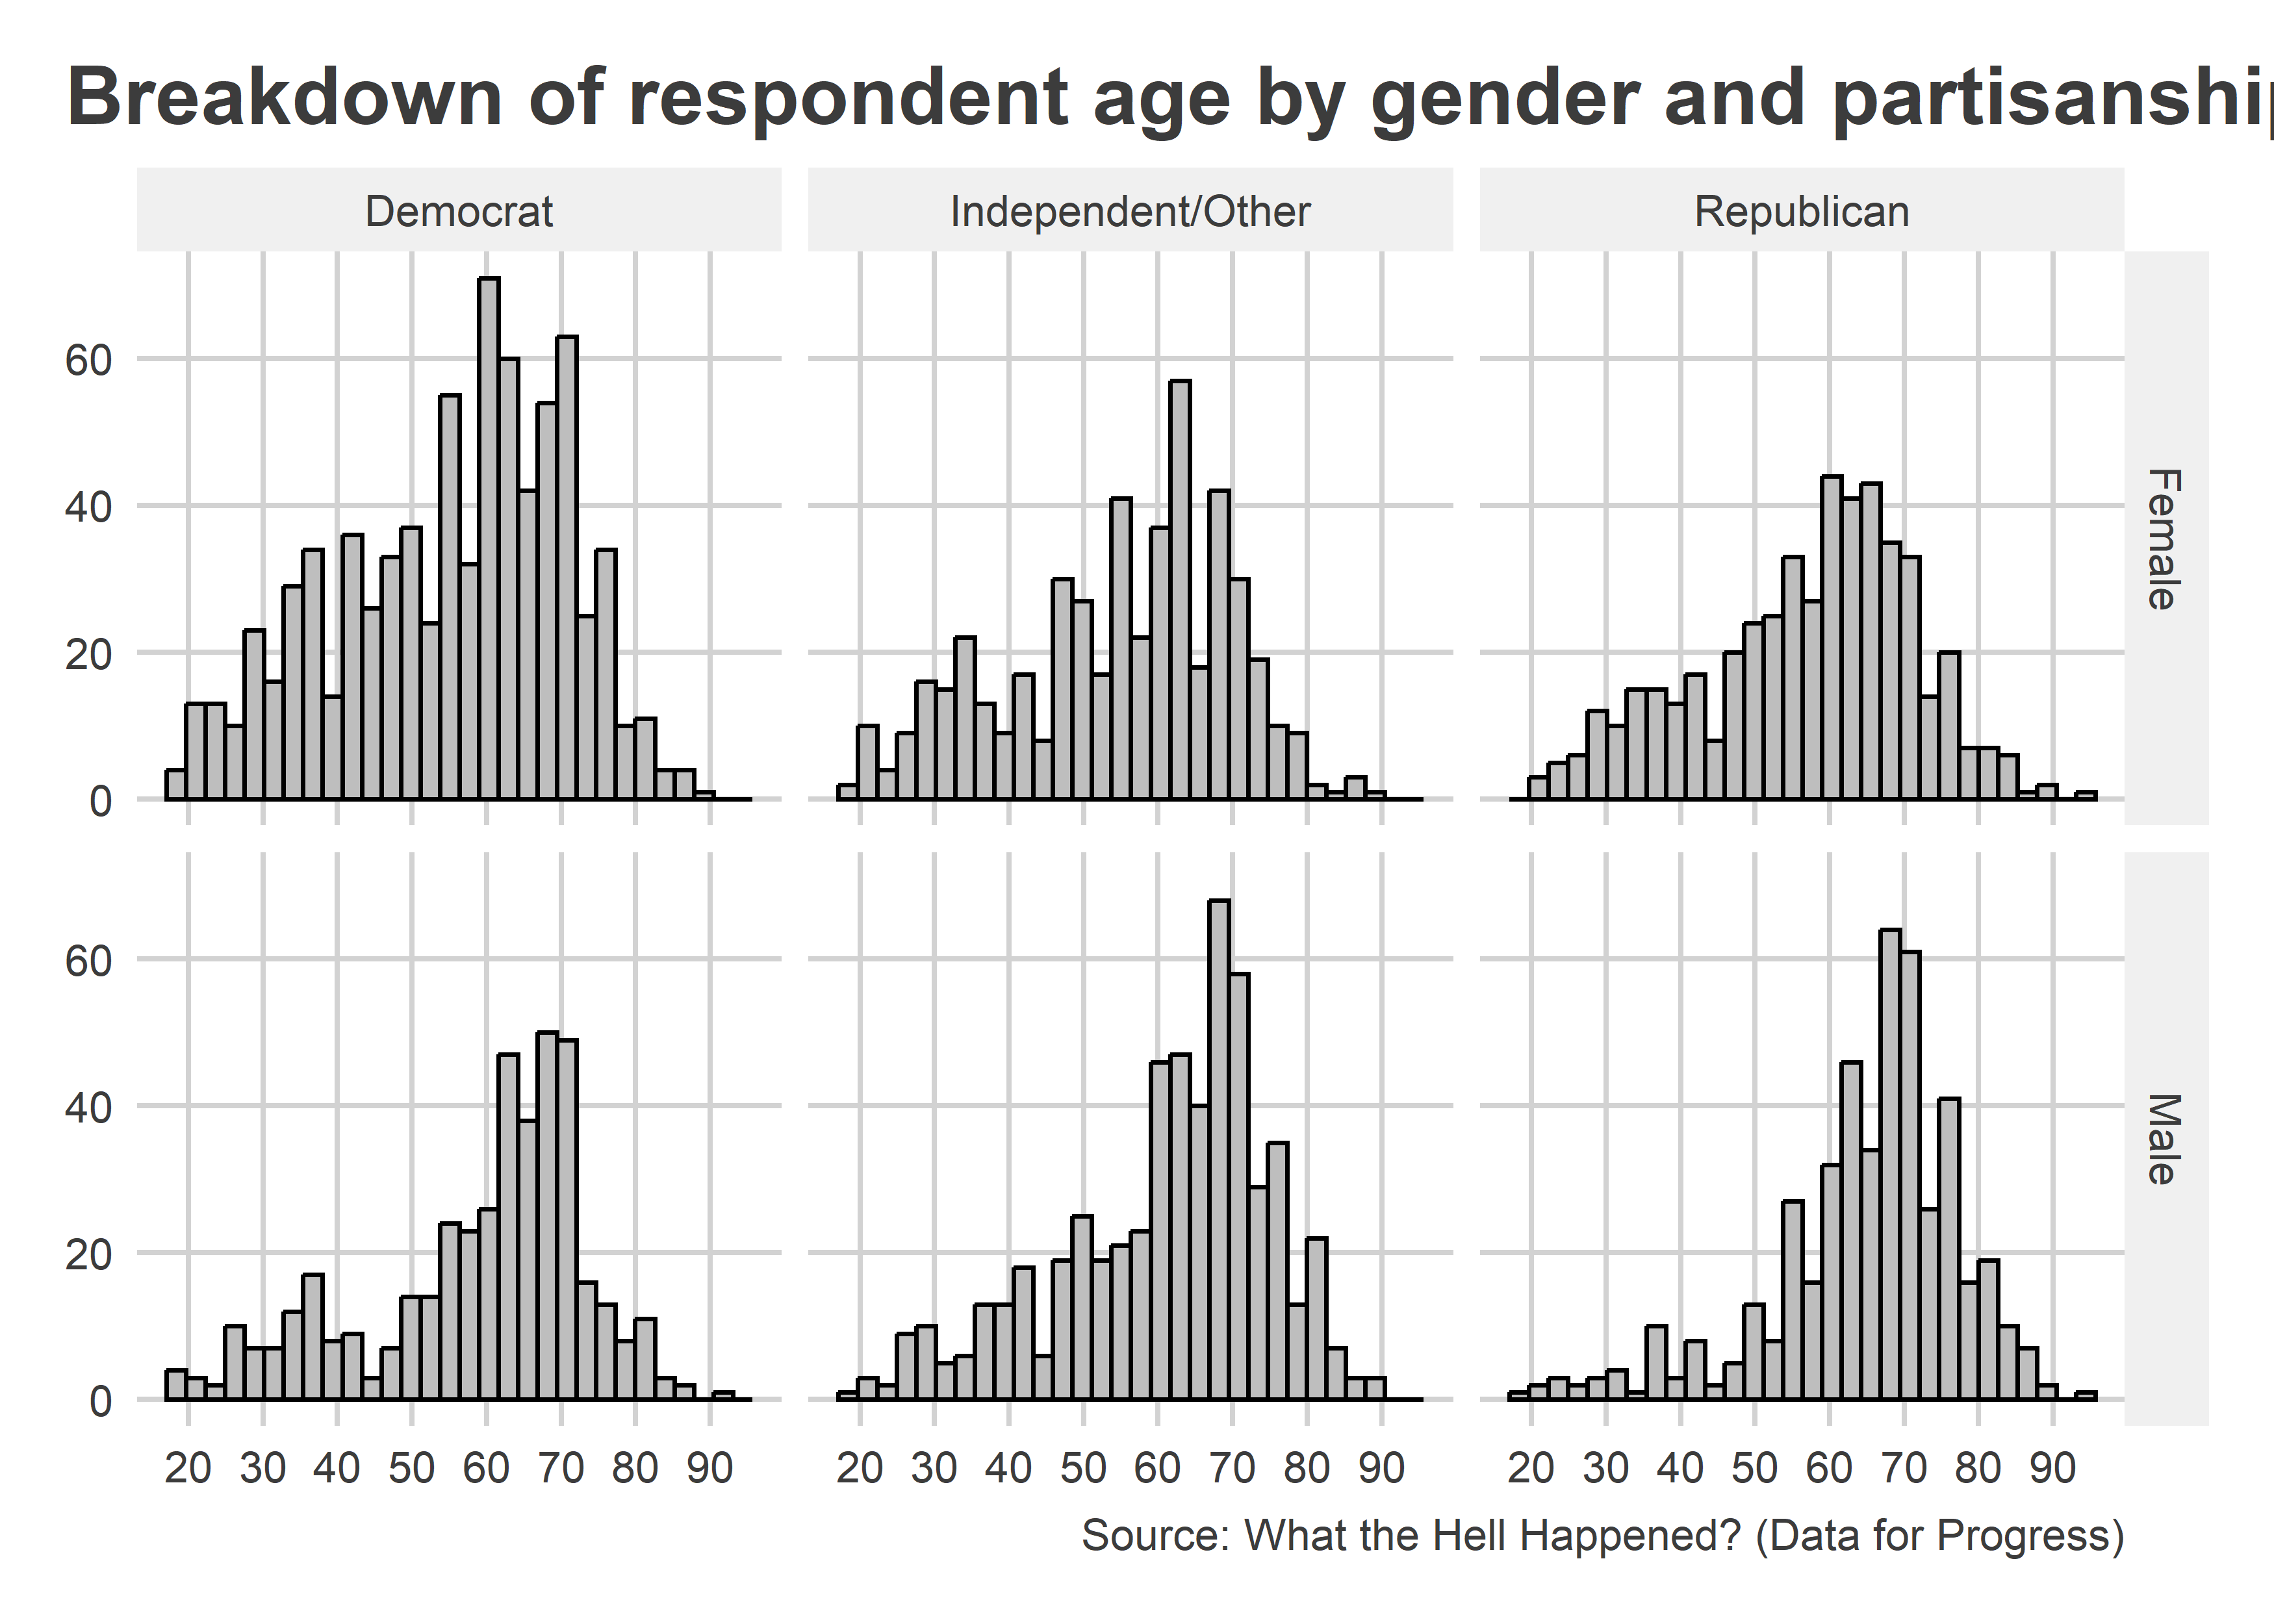 Breakdown of respondent age by gender and partisanship
Democrat
Independent/Other
Republican
60
40
20
0
Female
60
40
20
0
Male
20 30 40 50 60 70 80 90
20 30 40 50 60 70 80 90
20 30 40 50 60 70 80 90
Source: What the Hell Happened? (Data for Progress)